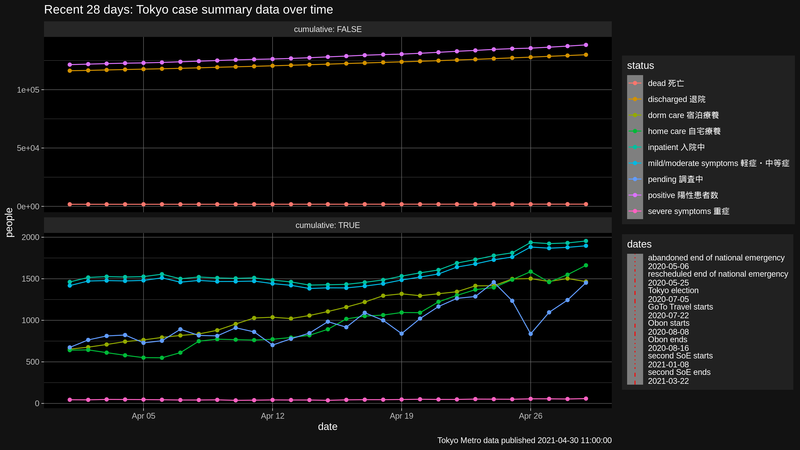 Recent 28 days: Tokyo case summary data over time
cumulative: FALSE
1e+05
5e+04
0e+00
cumulative: TRUE
2000
1500
1000
500
0
people
Apr 05
Apr 12
Apr 19
Apr 26
date
Tokyo Metro data published 2021-04-30 11:00:00
status
dead 死亡
discharged 退院
dorm care 宿泊療養
home care 自宅療養
inpatient 入院中
mild/moderate symptoms 軽症・中等症
pending 調査中
positive 陽性患者数
severe symptoms 重症
dates
abandoned end of national emergency
2020-05-06
rescheduled end of national emergency
2020-05-25
Tokyo election
2020-07-05
GoTo Travel starts
2020-07-22
Obon starts
2020-08-08
Obon ends
2020-08-16
second SoE starts
2021-01-08
second SoE ends
2021-03-22